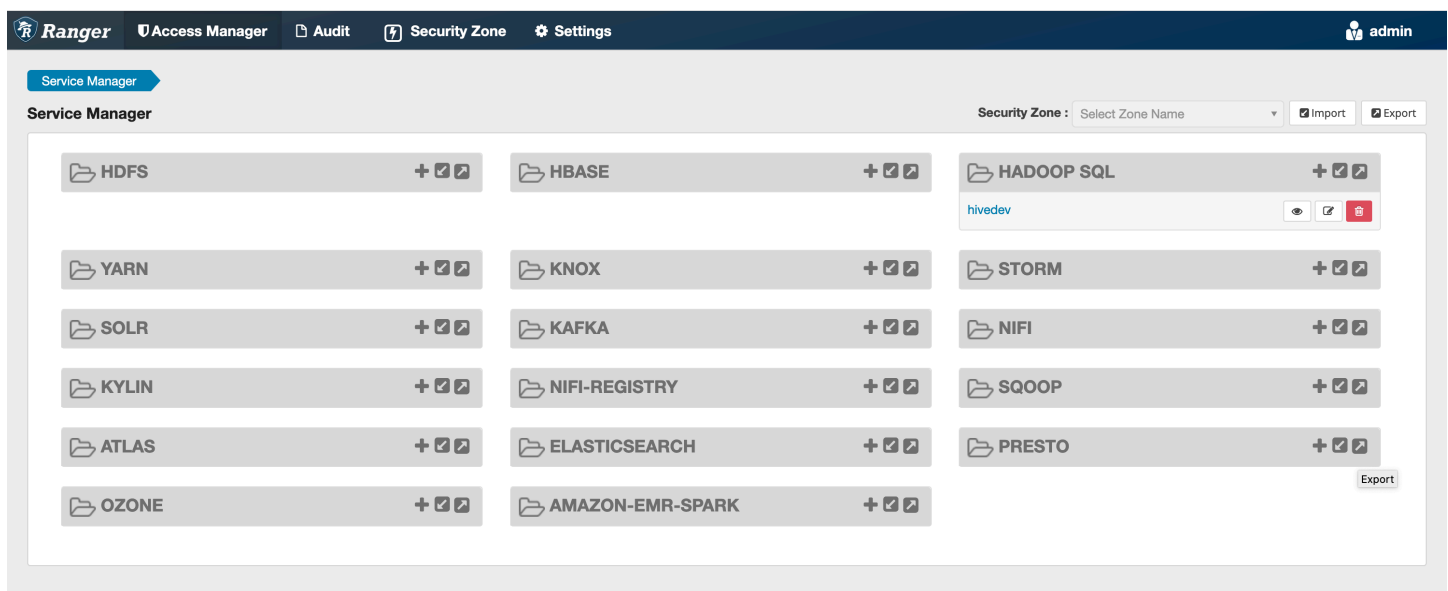 Ranger Access Manager Audit Security Zone Settings admin
Service Manager
Service Manager Security Zone : Select Zone Name Import Export
HDFS HBASE HADOOP SQL
hivedev
YARN KNOX STORM
SOLR KAFKA NIFI
KYLIN NIFI-REGISTRY SQOOP
ATLAS ELASTICSEARCH PRESTO
Export
OZONE AMAZON-EMR-SPARK